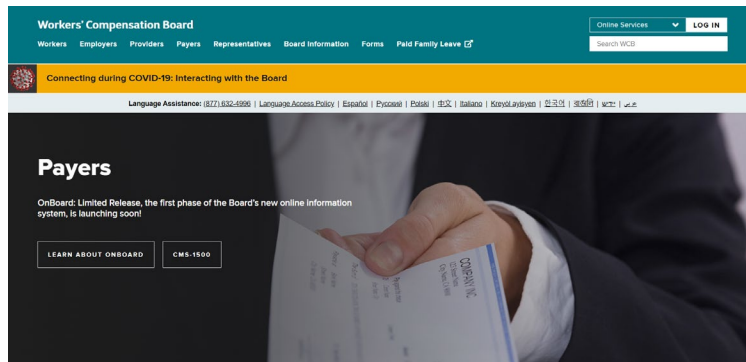 Workers' Compensation Board
Online Services
LOG IN
Workers Employers Providers Payers Representatives Board Information Forms Paid Family Leave
Search WCB
Connecting during COVID-19: Interacting with the Board
Language Assistance: (877) 632-4996 | Language Access Policy | Español | Русский | Polski | 中文 | Italiano | Kreyòl ayisyen | 한국어 | বাঙালি | אידיש | عربي
Payers
OnBoard: Limited Release, the first phase of the Board's new online information
system, is launching soon!
LEARN ABOUT ONBOARD
CMS-1500
COMPANY INC.